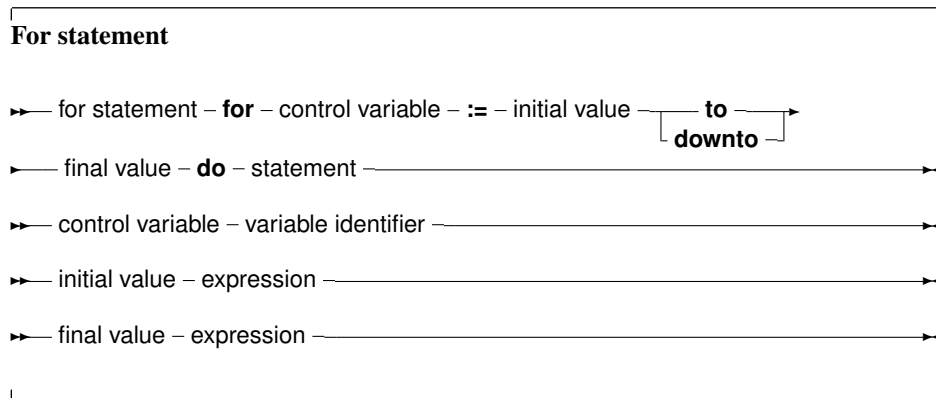 For statement
for statement – for – control variable – := – initial value – to –
downto –
final value – do – statement –
control variable – variable identifier –
initial value – expression –
final value – expression –